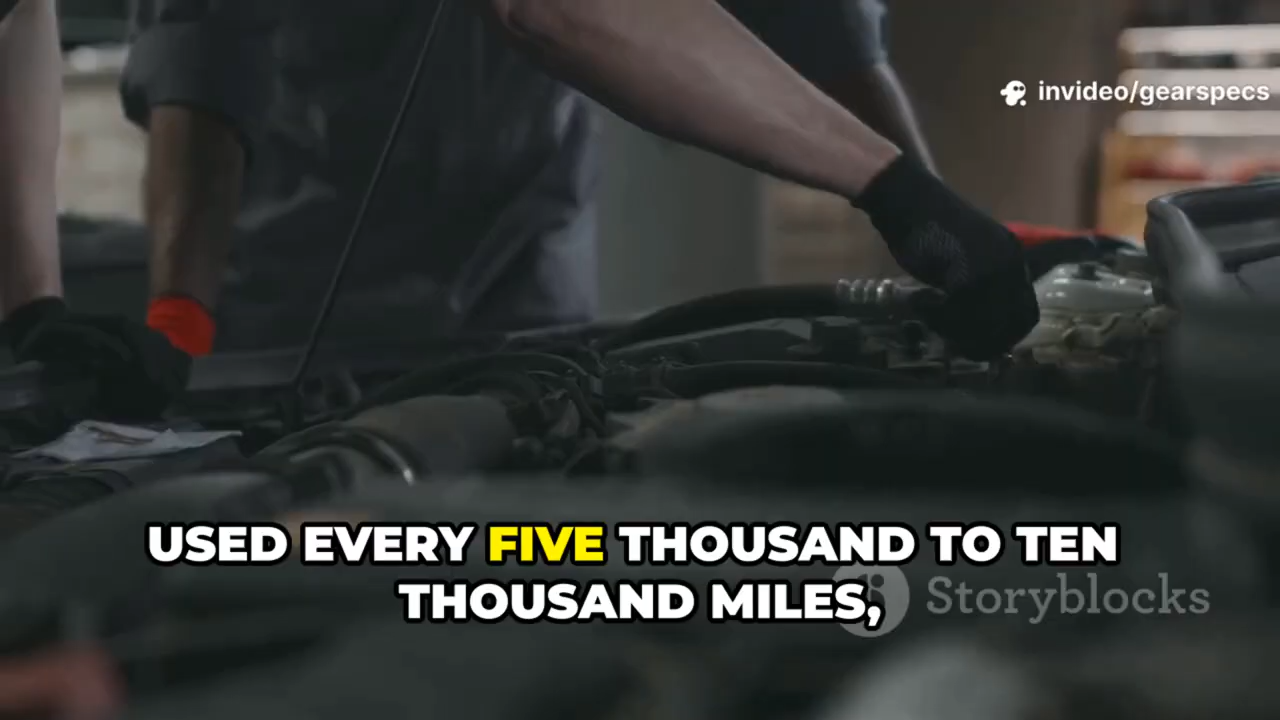 invideo/gearspecs
USED EVERY FIVE THOUSAND TO TEN
THOUSAND MILES,
Storyblocks